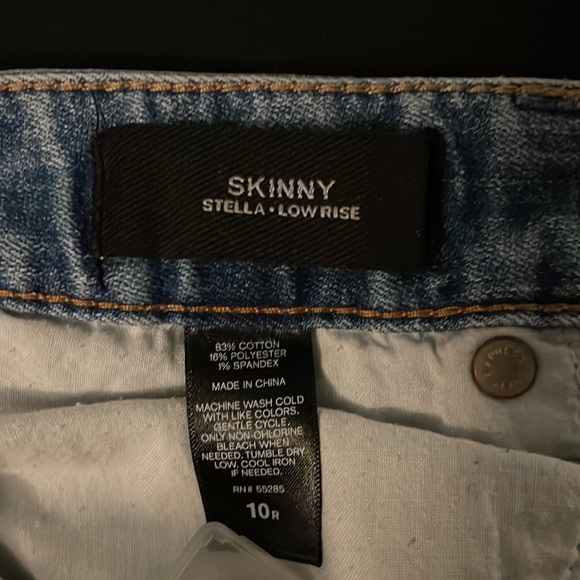 SKINNY
STELLA • LOW RISE
83% COTTON
16% POLYESTER
1% SPANDEX
MADE IN CHINA
MACHINE WASH COLD
WITH LIKE COLORS.
GENTLE CYCLE.
ONLY NON-CHLORINE
BLEACH WHEN
NEEDED. TUMBLE DRY
LOW. COOL IRON
IF NEEDED.
RN# 55285
10R